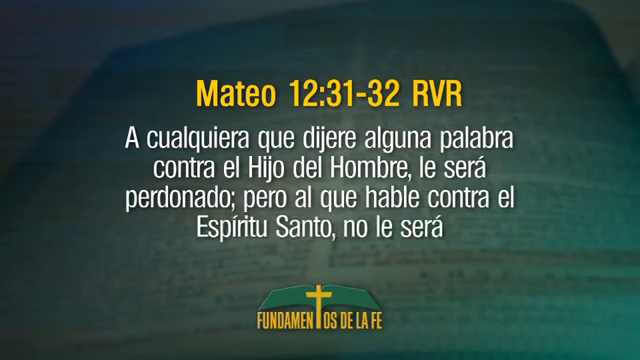 Mateo 12:31-32 RVR
A cualquiera que dijere alguna palabra
contra el Hijo del Hombre, le será
perdonado; pero al que hable contra el
Espíritu Santo, no le será
FUNDAMENTOS DE LA FE